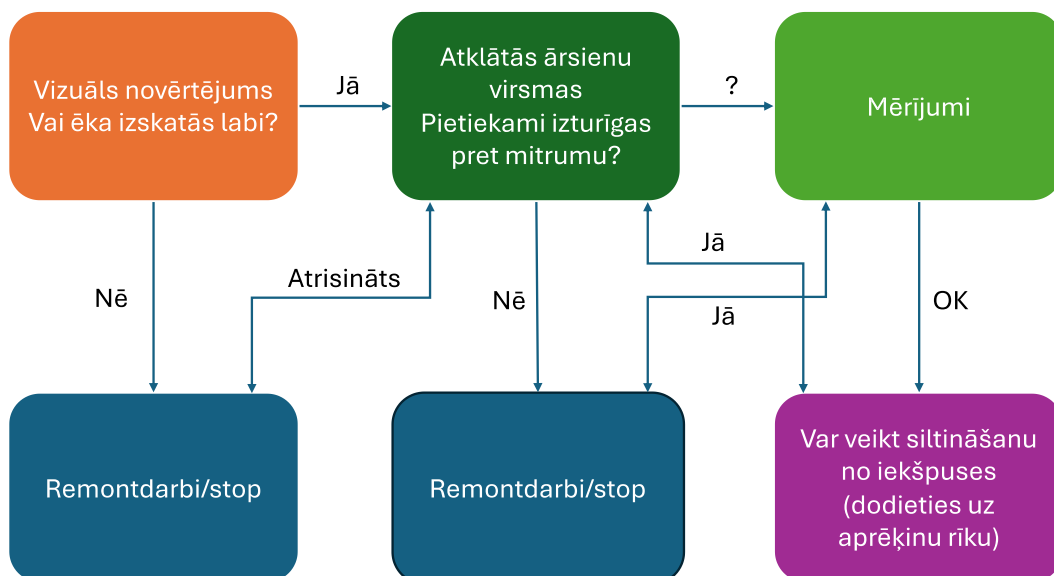 Vizuāls novērtējums
Vai ēka izskatās labi?
Jā
Atklātās ārsienu
virsmas
Pietiekami izturīgas
pret mitrumu?
?
Mērījumi
Nē
Atrisināts
Nē
Jā
Jā
OK
Remontdarbi/stop
Remontdarbi/stop
Var veikt siltināšanu
no iekšpuses
(dodieties uz
aprēķinu rīku)